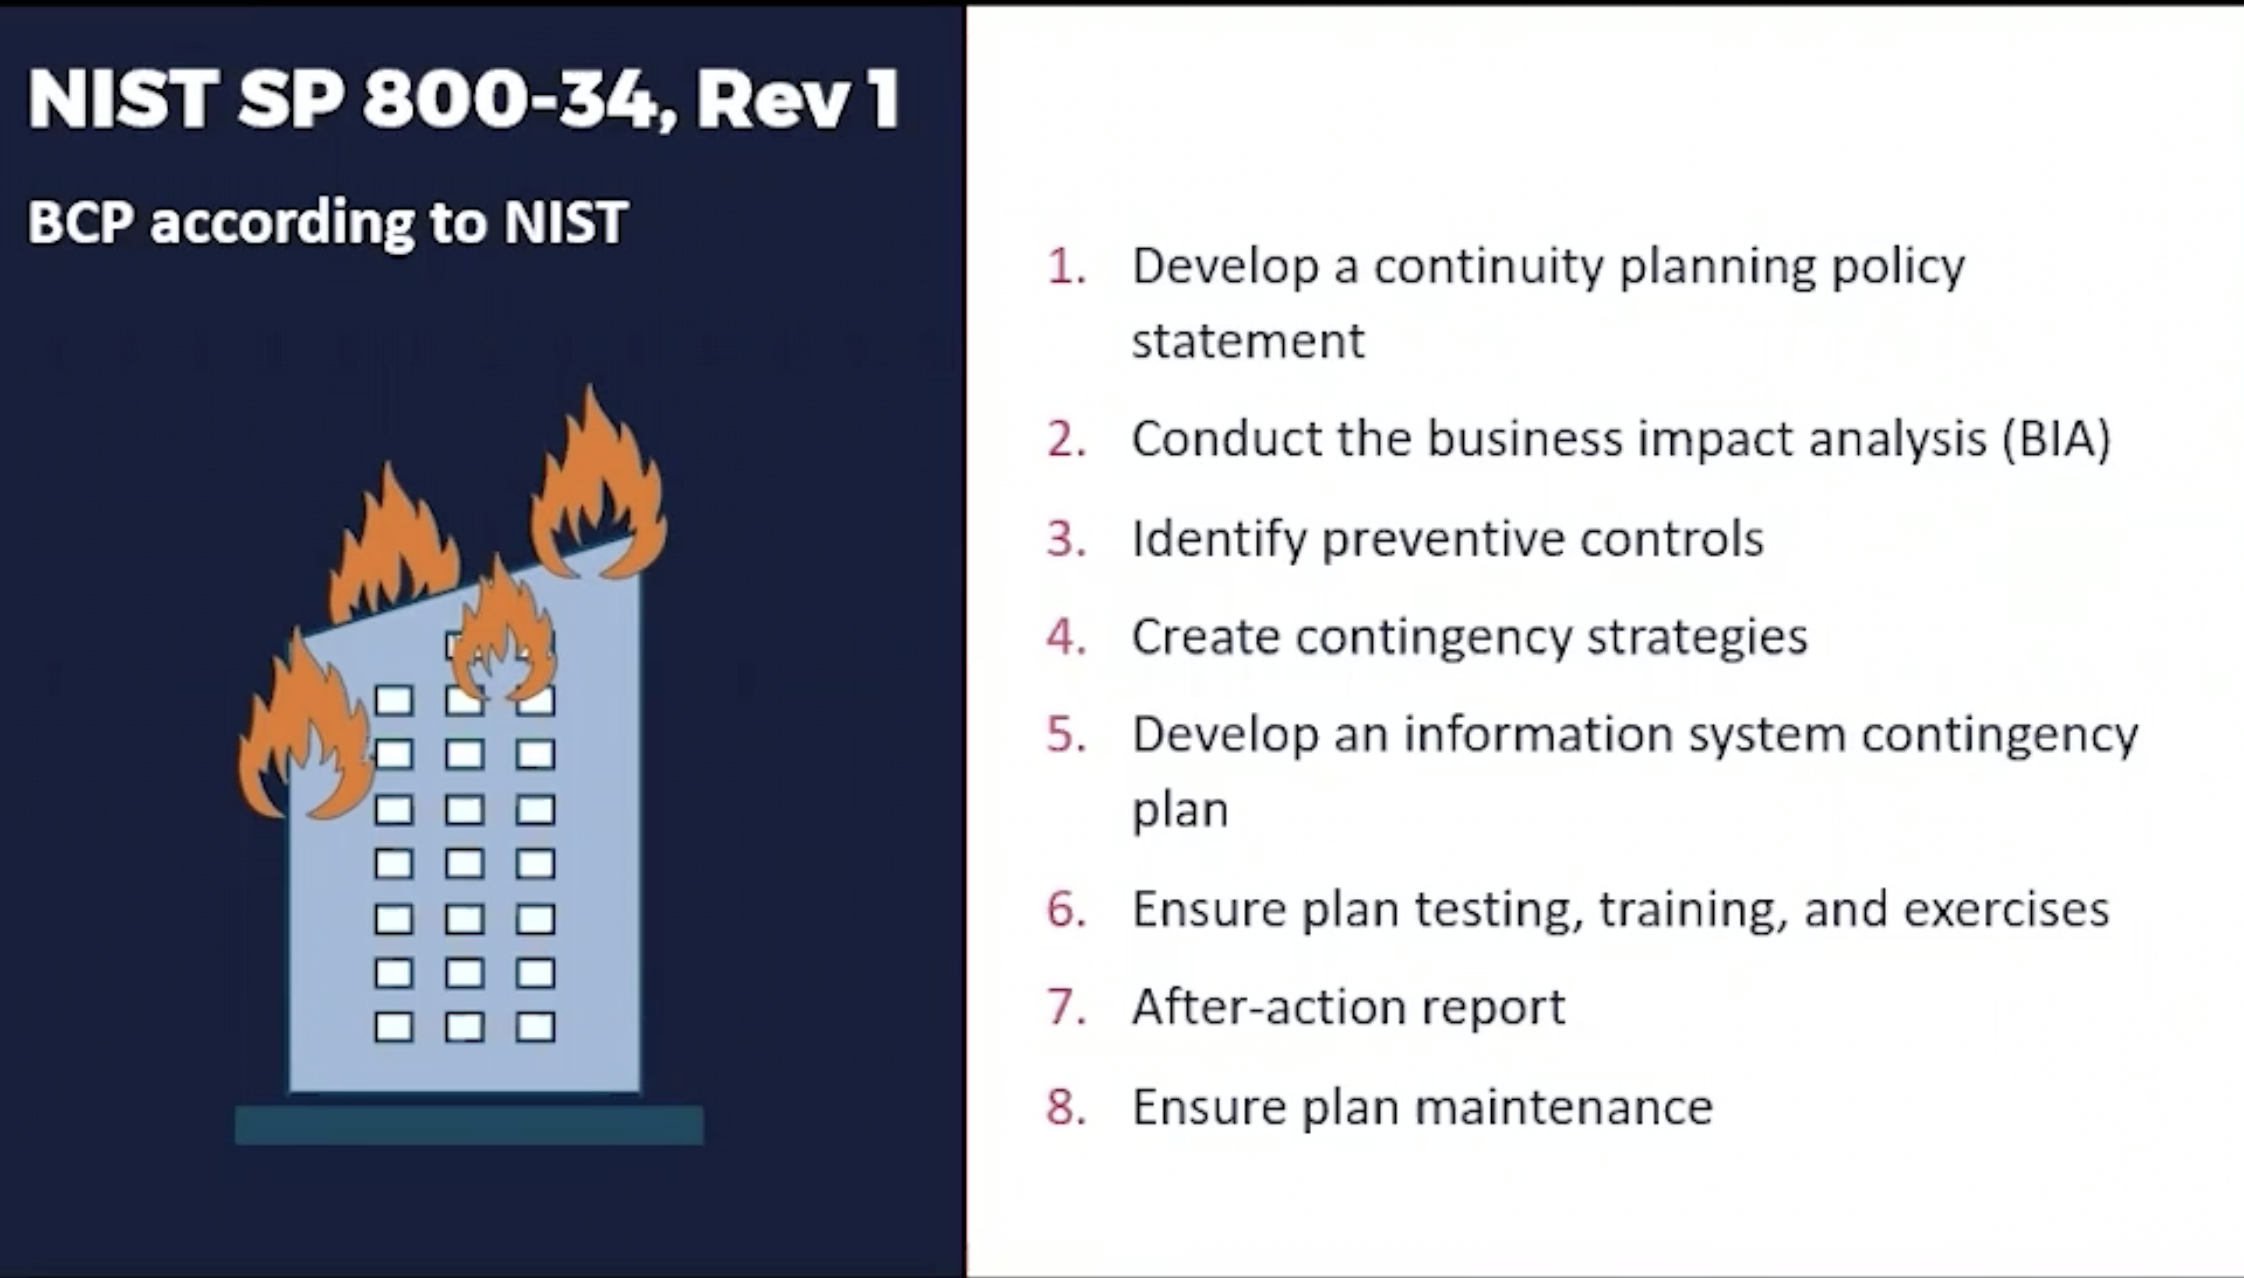 NIST SP 800-34, Rev 1
BCP according to NIST
1. Develop a continuity planning policy
statement
2. Conduct the business impact analysis (BIA)
3. Identify preventive controls
4. Create contingency strategies
5. Develop an information system contingency
plan
6. Ensure plan testing, training, and exercises
7. After-action report
8. Ensure plan maintenance